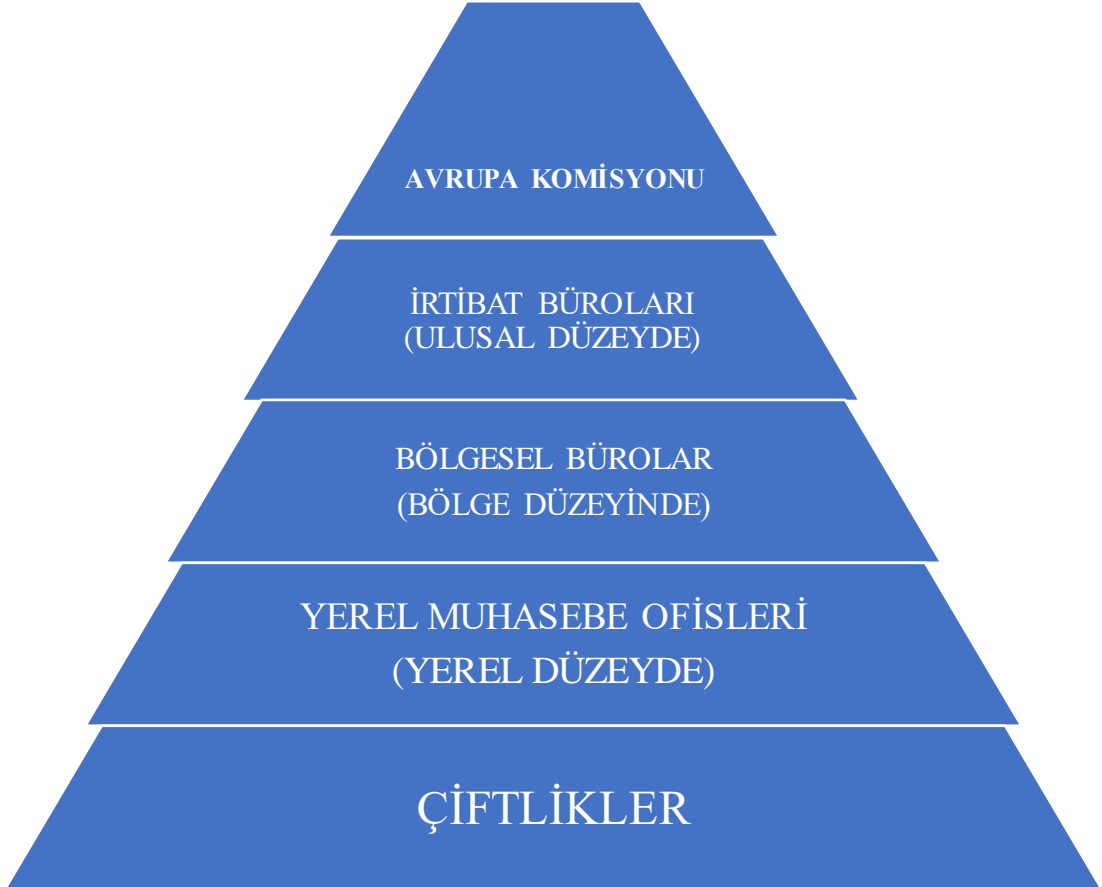 AVRUPA KOMİSYONU
İRTİBAT BÜROLARI
(ULUSAL DÜZEYDE)
BÖLGESEL BÜROLAR
(BÖLGE DÜZEYİNDE)
YEREL MUHASEBE OFİSLERİ
(YEREL DÜZEYDE)
ÇİFTLİKLER